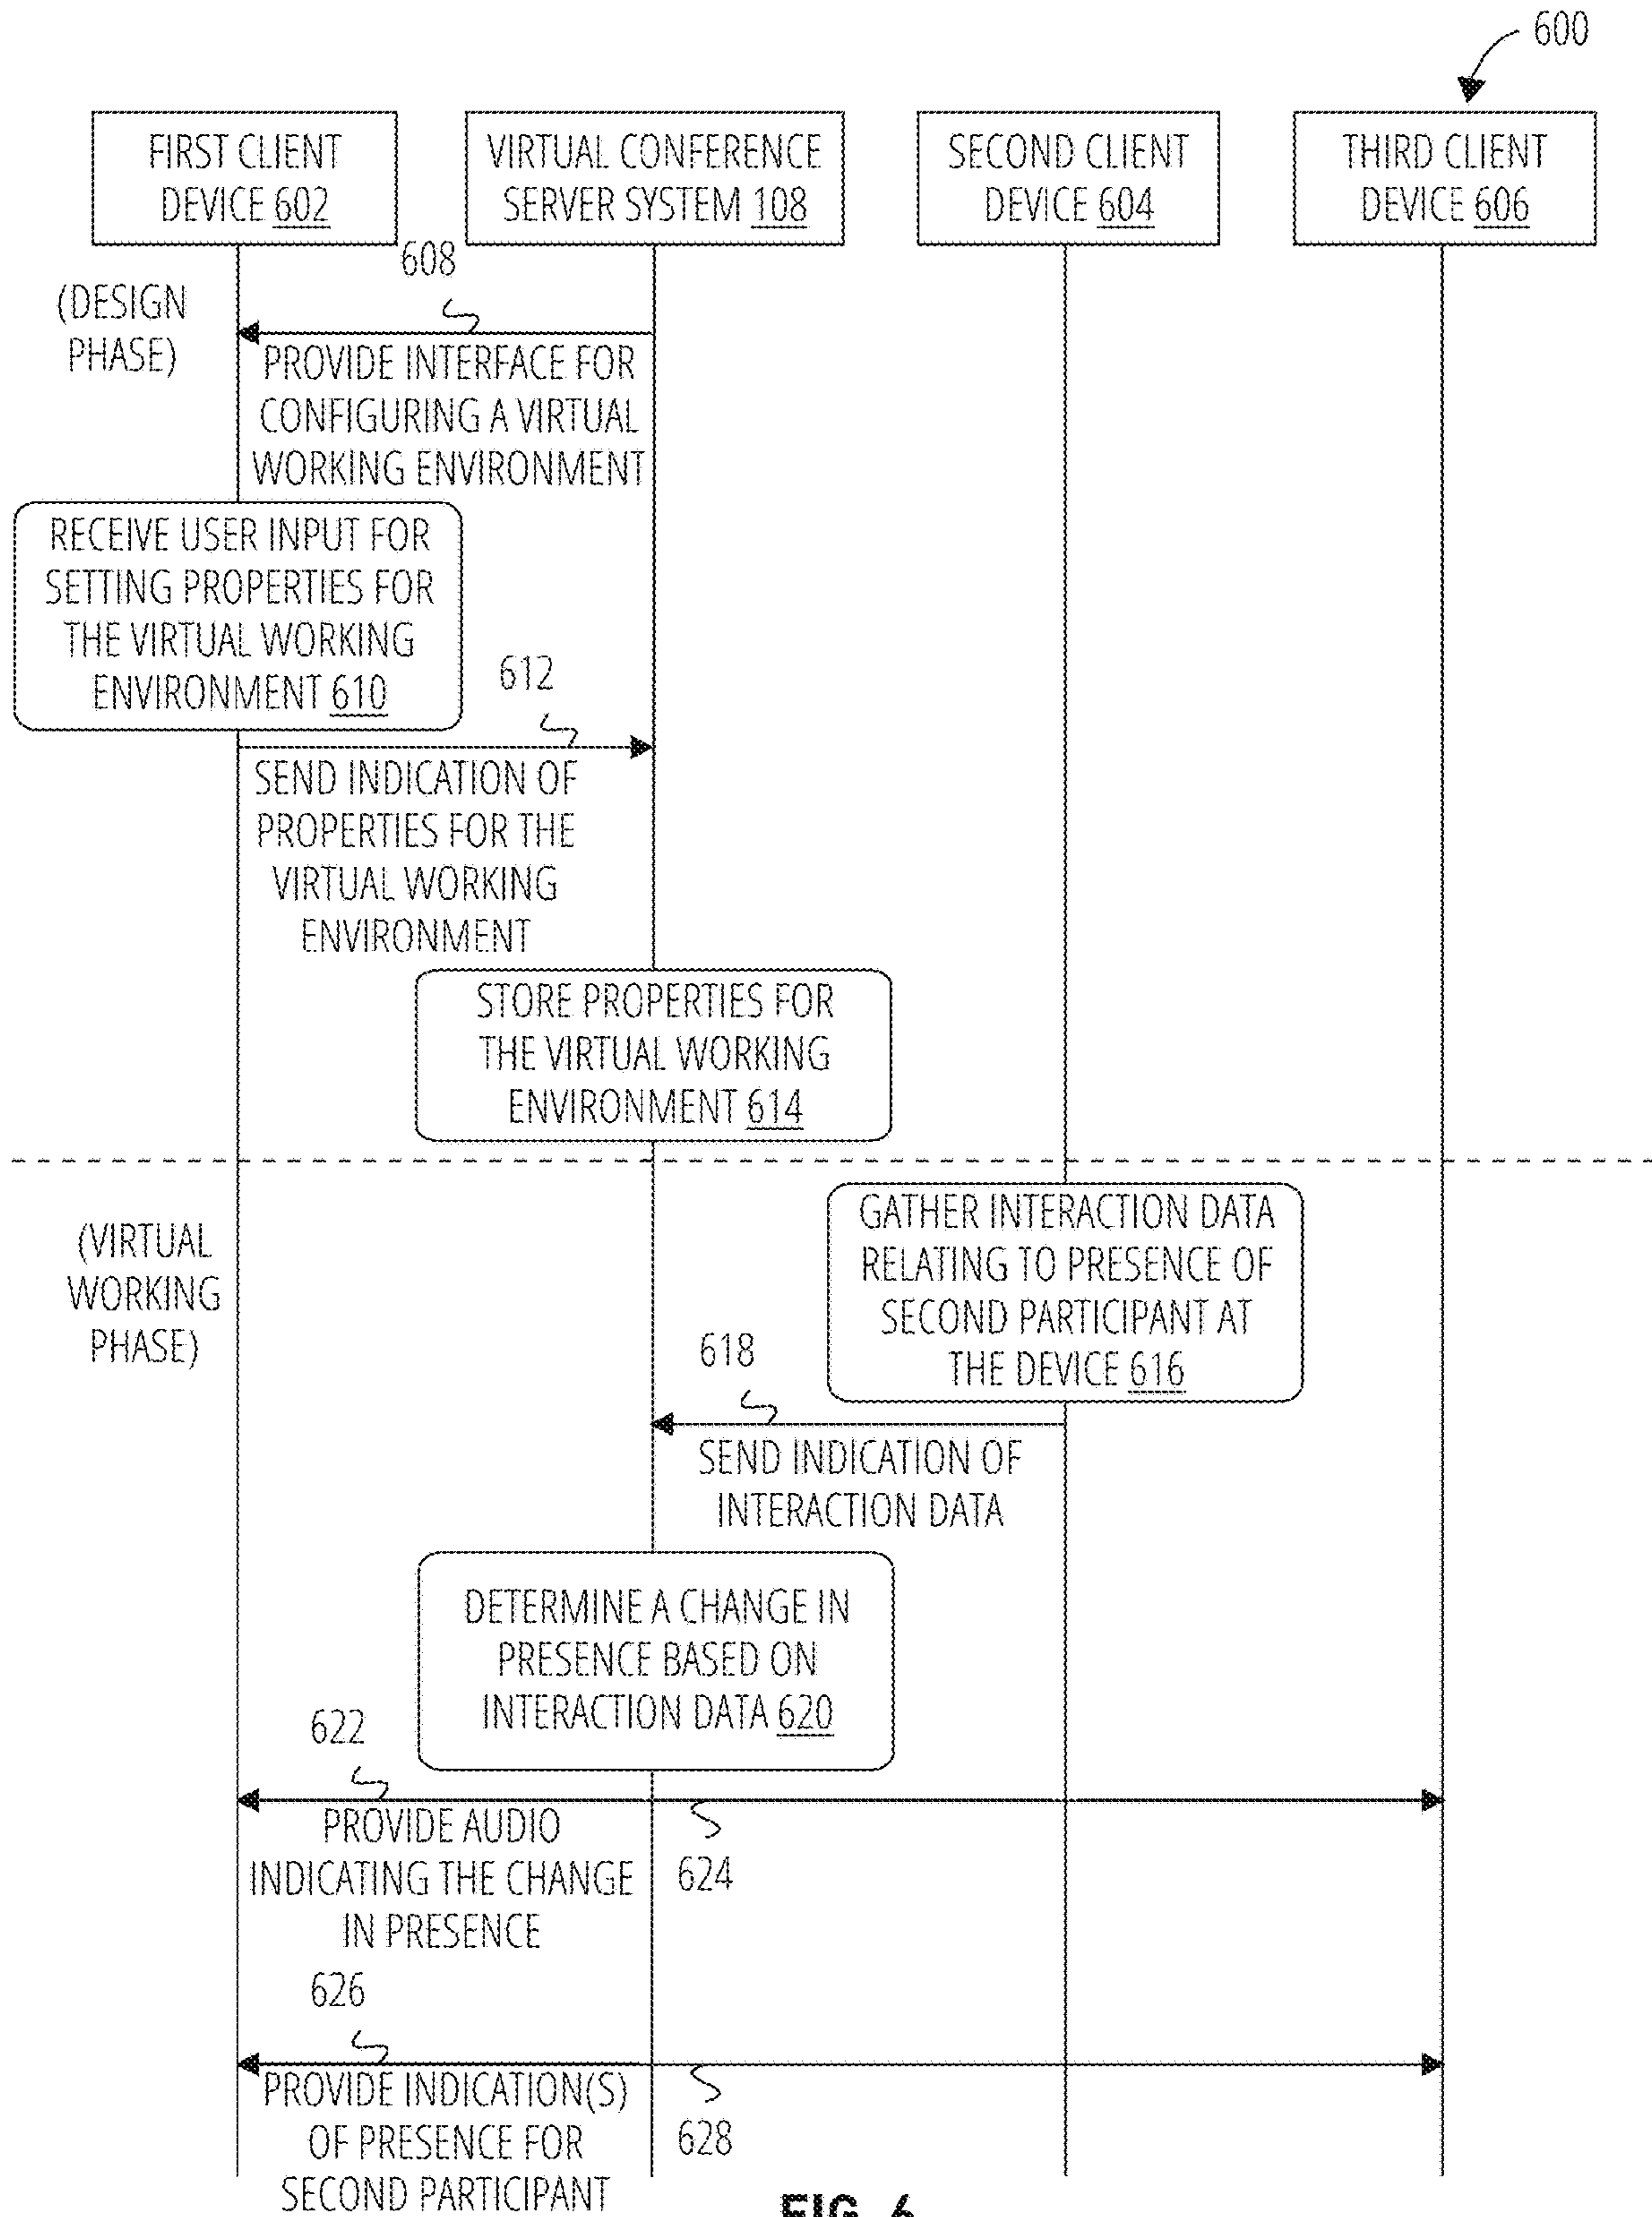 600
FIRST CLIENT
DEVICE 602
VIRTUAL CONFERENCE
SERVER SYSTEM 108
SECOND CLIENT
DEVICE 604
THIRD CLIENT
DEVICE 606
608
(DESIGN
PHASE)
PROVIDE INTERFACE FOR
CONFIGURING A VIRTUAL
WORKING ENVIRONMENT
RECEIVE USER INPUT FOR
SETTING PROPERTIES FOR
THE VIRTUAL WORKING
ENVIRONMENT 610
612
SEND INDICATION OF
PROPERTIES FOR THE
VIRTUAL WORKING
ENVIRONMENT
STORE PROPERTIES FOR
THE VIRTUAL WORKING
ENVIRONMENT 614
(VIRTUAL
WORKING
PHASE)
GATHER INTERACTION DATA
RELATING TO PRESENCE OF
SECOND PARTICIPANT AT
THE DEVICE 616
618
SEND INDICATION OF
INTERACTION DATA
DETERMINE A CHANGE IN
PRESENCE BASED ON
INTERACTION DATA 620
622
PROVIDE AUDIO
INDICATING THE CHANGE
IN PRESENCE
624
626
PROVIDE INDICATION(S)
OF PRESENCE FOR
SECOND PARTICIPANT
628
FIG. 6